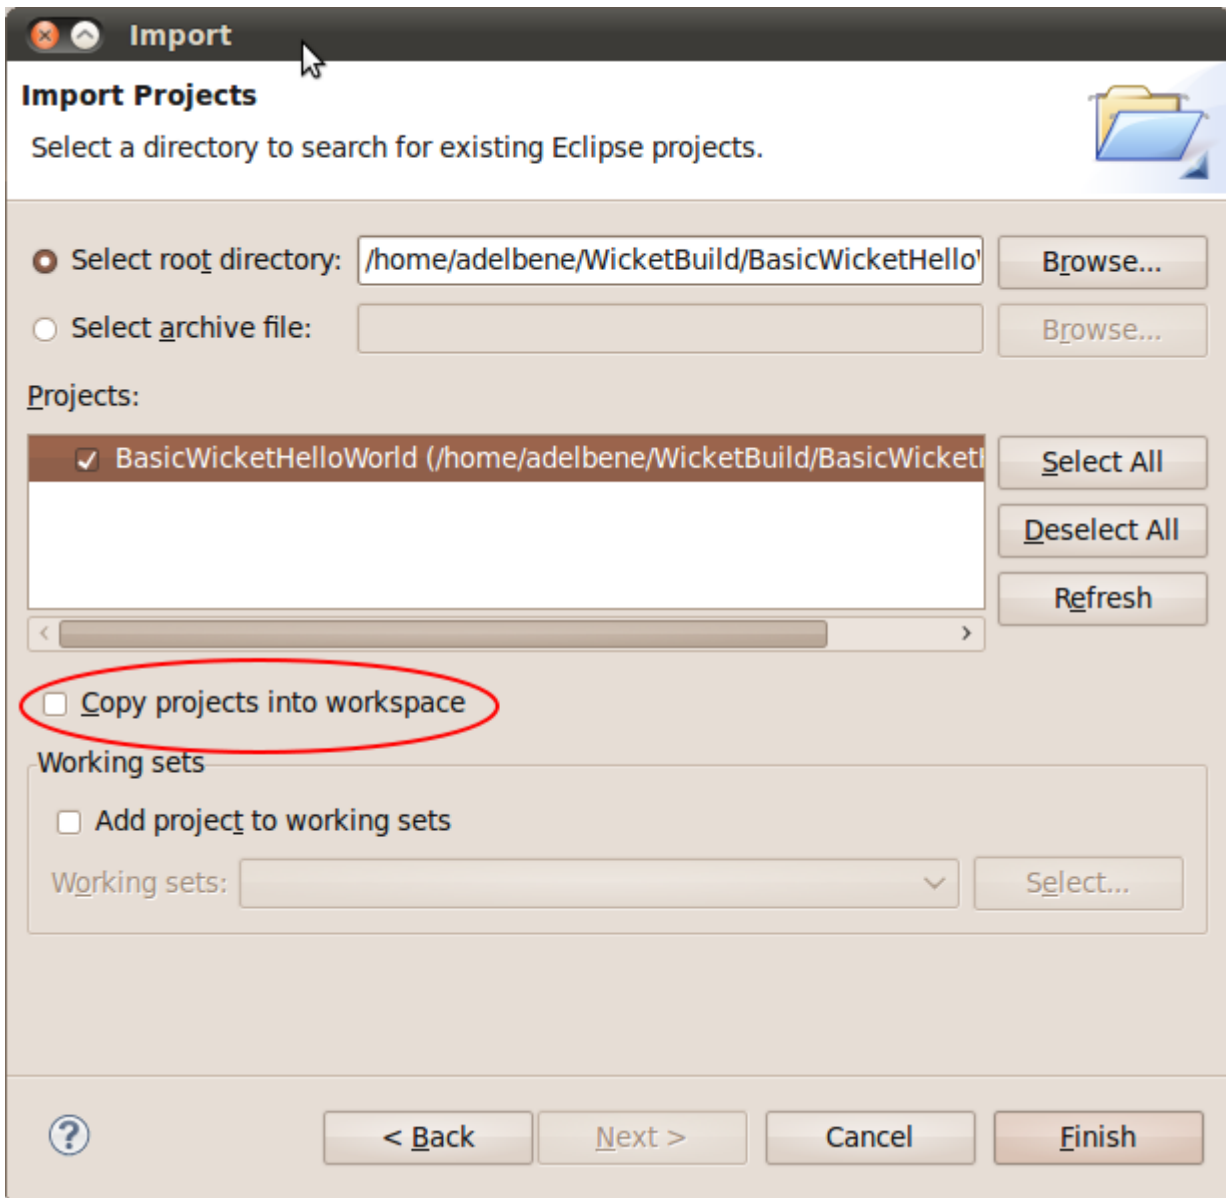 Import
Import Projects
Select a directory to search for existing Eclipse projects.
Select root directory: /home/adelbene/WicketBuild/BasicWicketHello Browse...
Select archive file: Browse...
Projects:
BasicWicketHelloWorld (/home/adelbene/WicketBuild/BasicWicket Select All
Deselect All
Refresh
Copy projects into workspace
Working sets
Add project to working sets
Working sets: Select...
? < Back Next > Cancel Finish